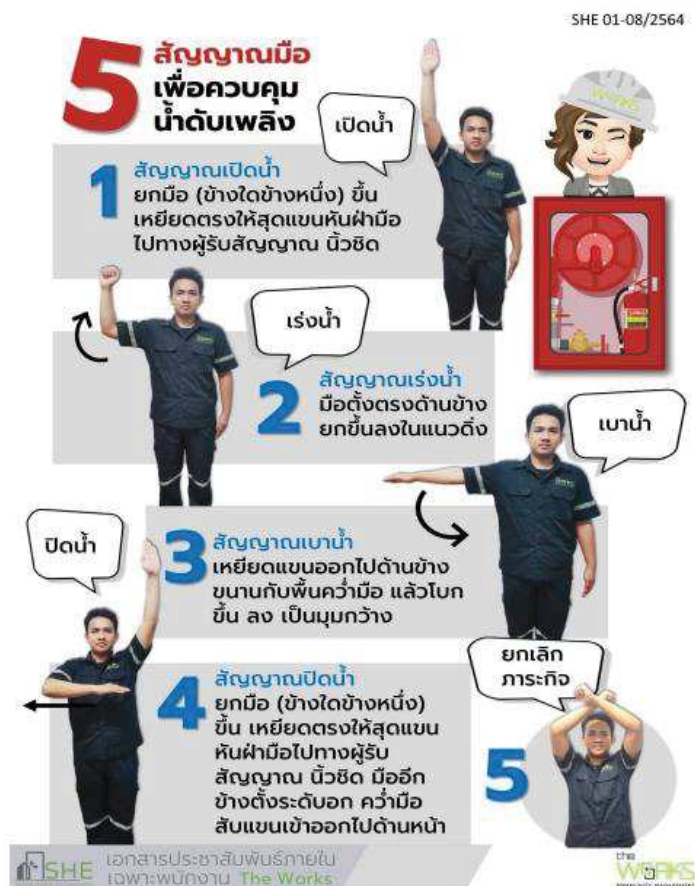 SHE 01-08/2564
5 สัญญาณมือ
เพื่อควบคุม
น้ำดับเพลิง
เปิดน้ำ
WORKS
1 สัญญาณเปิดน้ำ
ยกมือ (ข้างใดข้างหนึ่ง) ขึ้น
เหยียดตรงให้สุดแขนหันฝ่ามือ
ไปทางผู้รับสัญญาณ นิ้วชิด
เร่งน้ำ
2 สัญญาณเร่งน้ำ
มือตั้งตรงด้านข้าง
ยกขึ้นลงในแนวดิ่ง
เบาน้ำ
3 สัญญาณเบาน้ำ
เหยียดแขนออกไปด้านข้าง
ขนานกับพื้นคว่ำมือ แล้วโบก
ขึ้น ลง เป็นมุมกว้าง
ปิดน้ำ
4 สัญญาณปิดน้ำ
ยกมือ (ข้างใดข้างหนึ่ง)
ขึ้น เหยียดตรงให้สุดแขน
หันฝ่ามือไปทางผู้รับ
สัญญาณ นิ้วชิด มืออีก
ข้างตั้งระดับอก คว่ำมือ
สับแขนเข้าออกไปด้านหน้า
ยกเลิก
ภาระกิจ
5
SHE เอกสารประชาสัมพันธ์ภายใน
เฉพาะพนักงาน The Works
the
WORKS